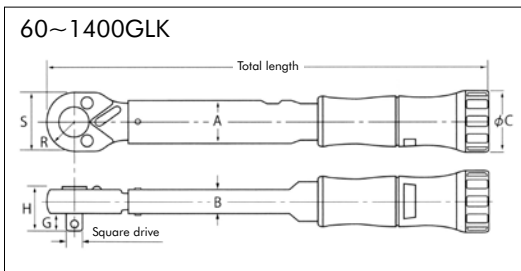 60~1400GLK
Total length
S
R
A
φC
H
G
B
Square drive